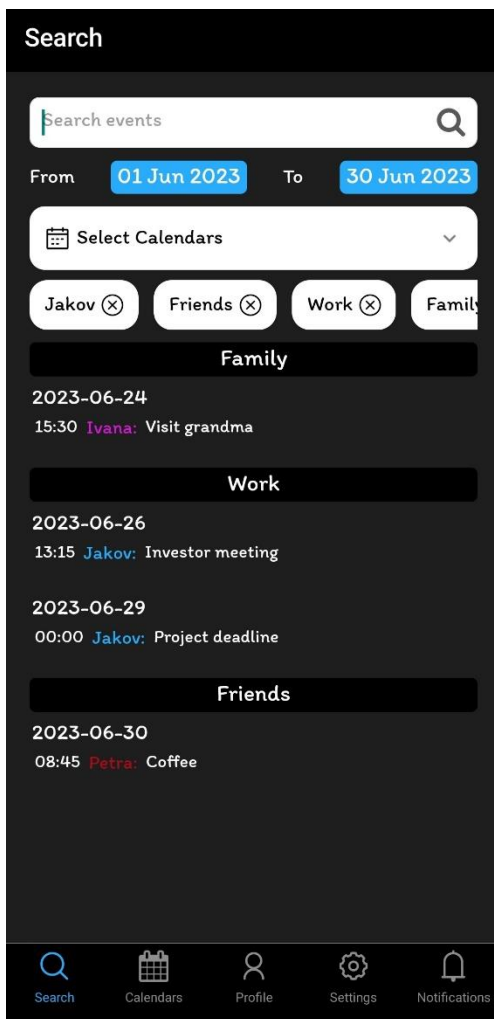 Search
Search events
From 01 Jun 2023 To 30 Jun 2023
Select Calendars
Jakov Friends Work Family
Family
2023-06-24
15:30 Ivana: Visit grandma
Work
2023-06-26
13:15 Jakov: Investor meeting
2023-06-29
00:00 Jakov: Project deadline
Friends
2023-06-30
08:45 Petra: Coffee
Search Calendars Profile Settings Notifications